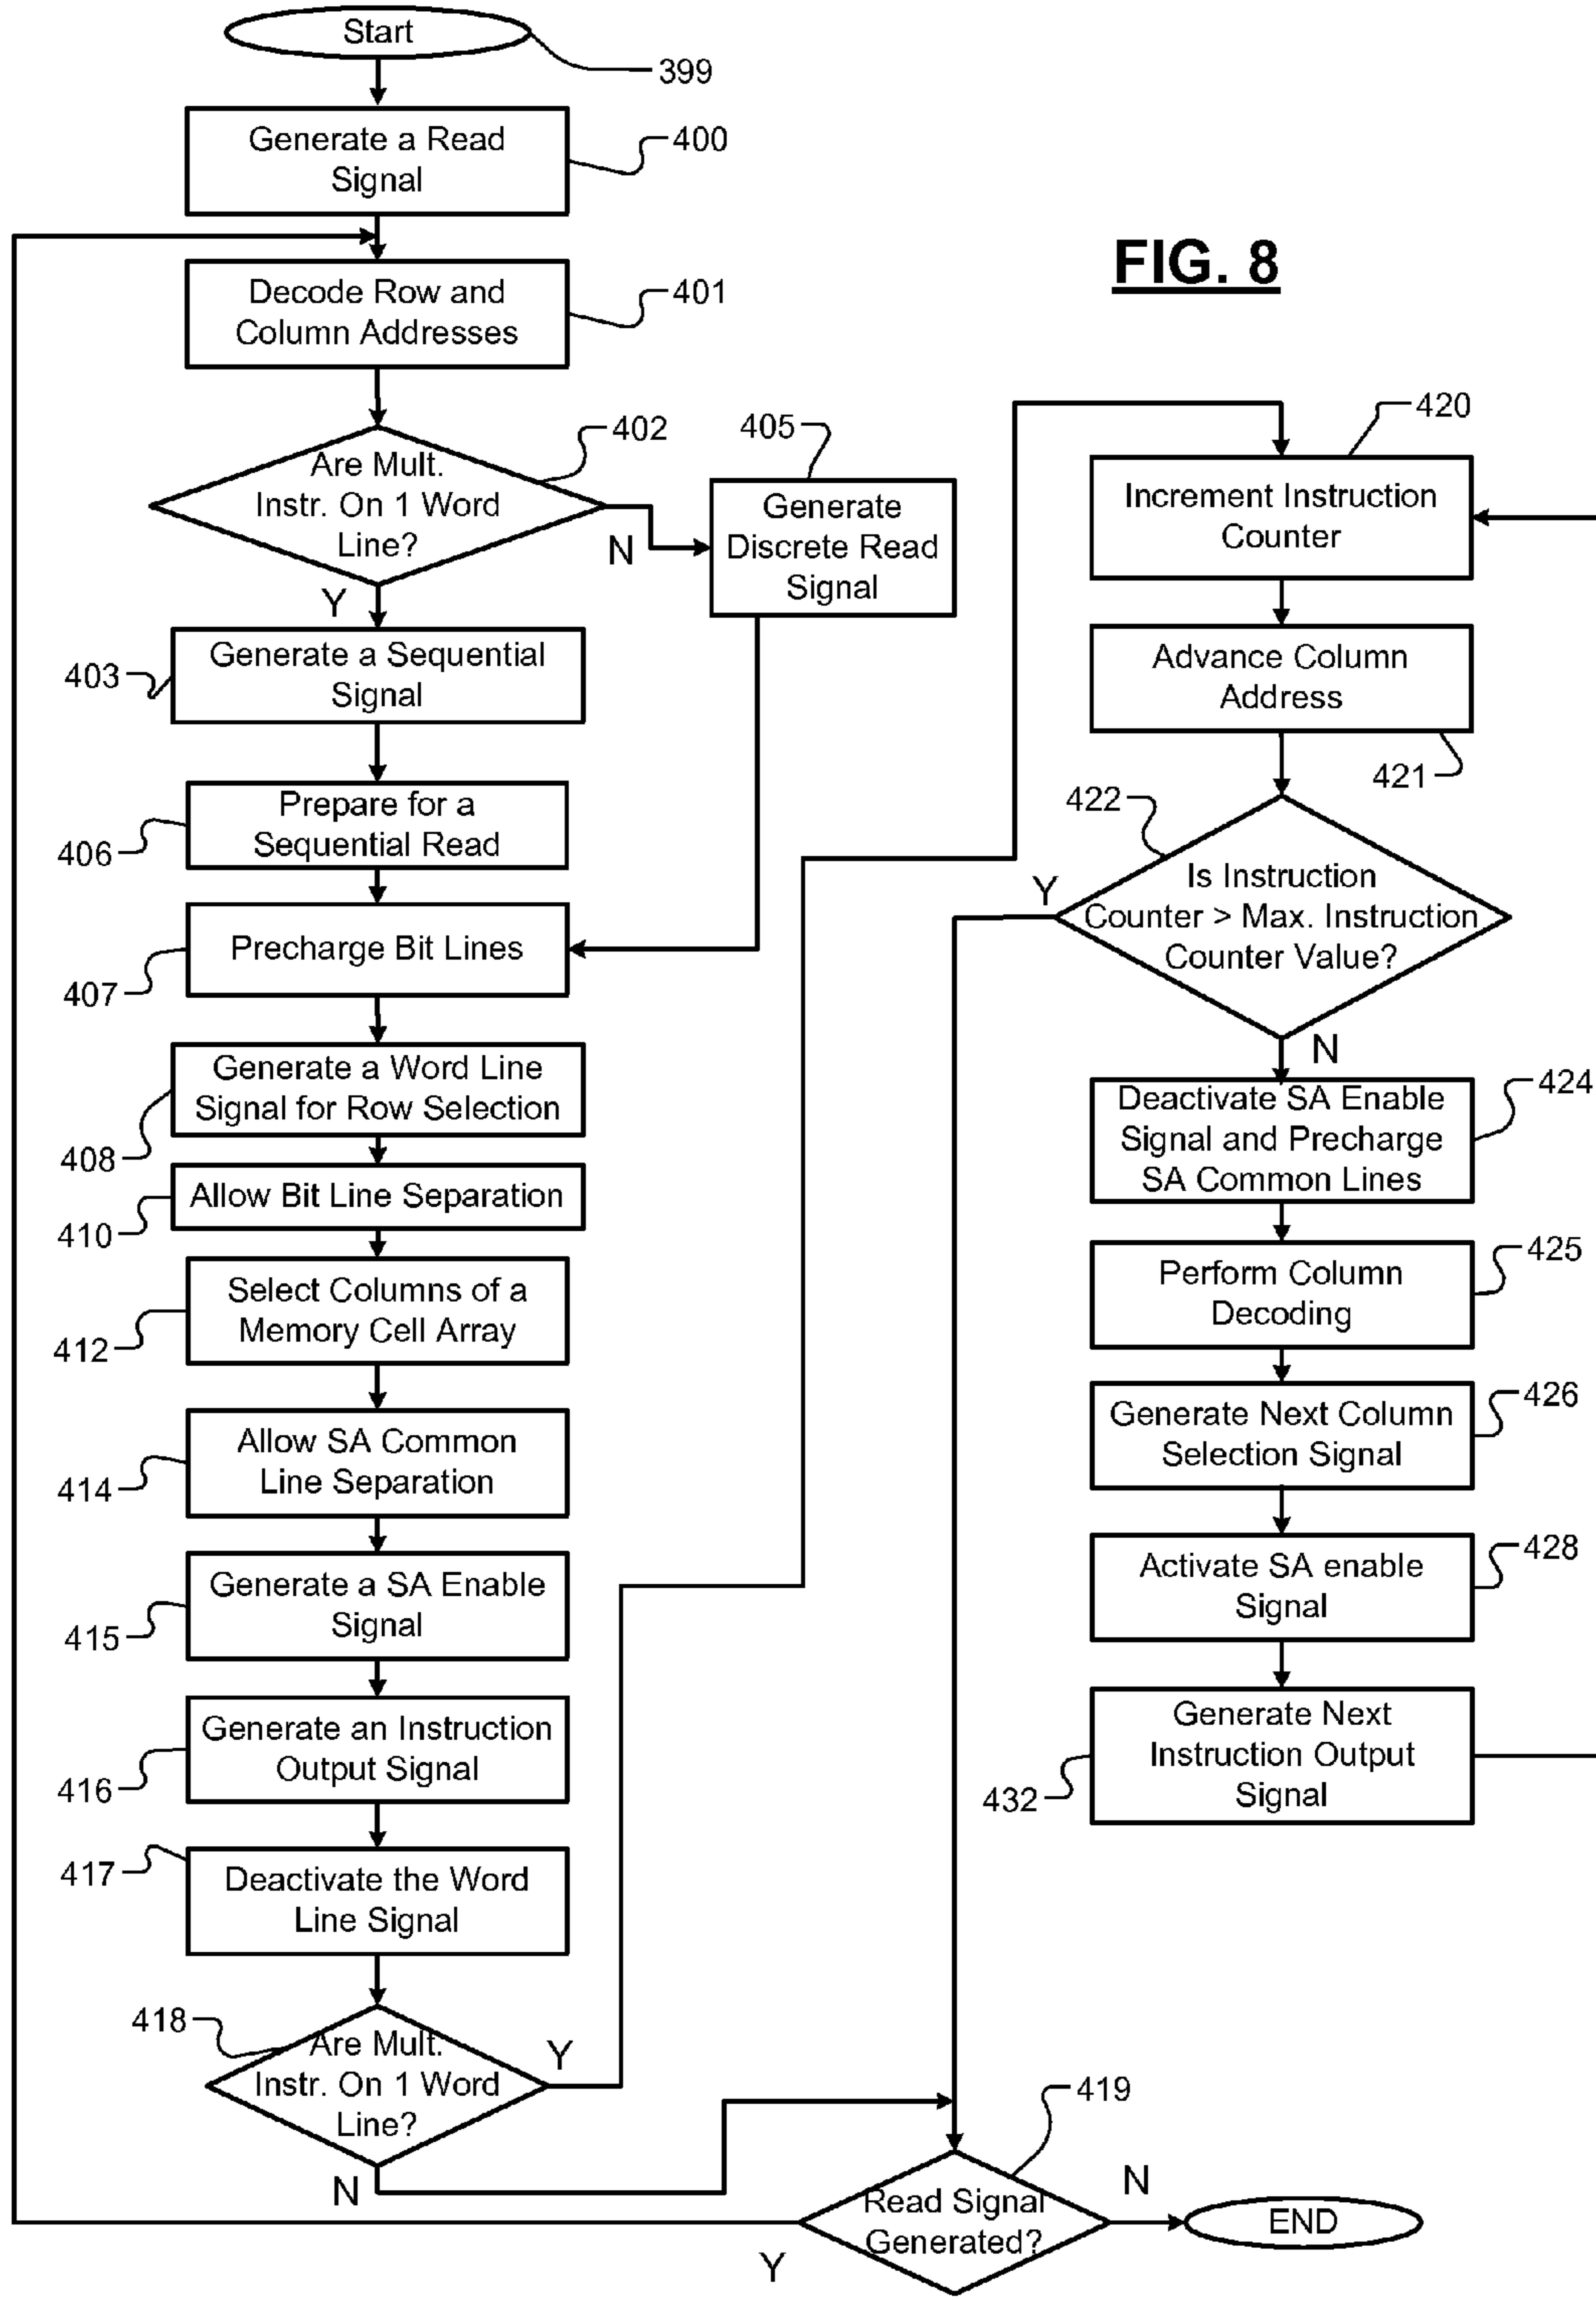 Start
399
Generate a Read
Signal
400
FIG. 8
Decode Row and
Column Addresses
401
Are Mult.
Instr. On 1 Word
Line?
402
N
Y
405
Generate
Discrete Read
Signal
Generate a Sequential
Signal
403
Prepare for a
Sequential Read
406
Precharge Bit Lines
407
Generate a Word Line
Signal for Row Selection
408
Allow Bit Line Separation
410
Select Columns of a
Memory Cell Array
412
Allow SA Common
Line Separation
414
Generate a SA Enable
Signal
415
Generate an Instruction
Output Signal
416
Deactivate the Word
Line Signal
417
418
Are Mult.
Instr. On 1 Word
Line?
Y
N
420
Increment Instruction
Counter
Advance Column
Address
421
422
Is Instruction
Counter > Max. Instruction
Counter Value?
Y
N
Deactivate SA Enable
Signal and Precharge
SA Common Lines
424
Perform Column
Decoding
425
Generate Next Column
Selection Signal
426
Activate SA enable
Signal
428
Generate Next
Instruction Output
Signal
432
419
Read Signal
Generated?
N
Y
END